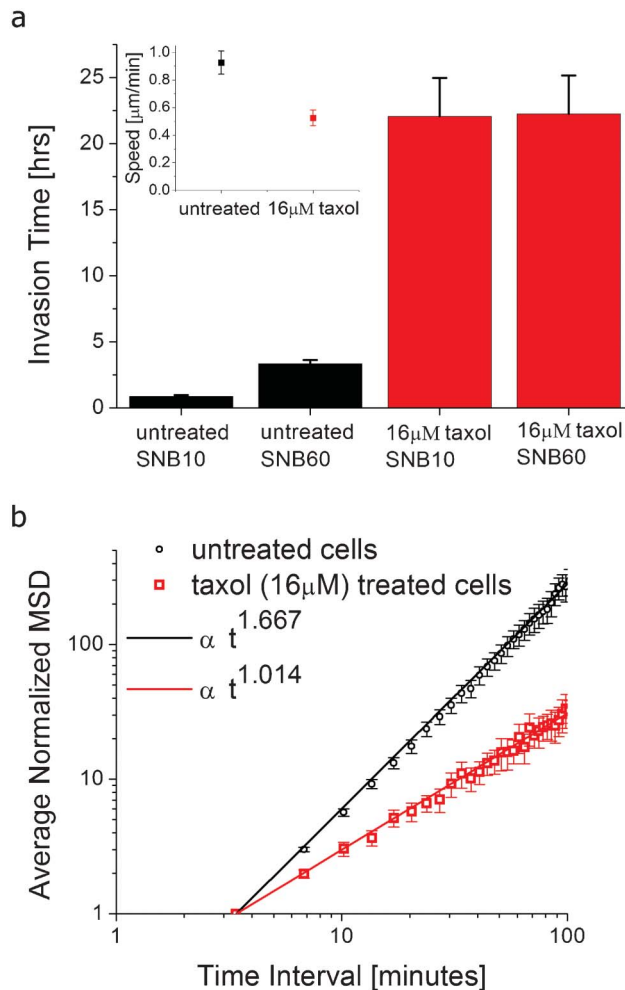 a
Invasion Time [hrs]
25
20
15
10
5
0
Speed [μm/min]
1.0
0.8
0.6
0.4
0.2
0.0
untreated 16μM taxol
untreated untreated 16μM taxol 16μM taxol
SNB10 SNB60 SNB10 SNB60
b
untreated cells
taxol (16μM) treated cells
α t^1.667
α t^1.014
Average Normalized MSD
100
10
1
1 10 100
Time Interval [minutes]